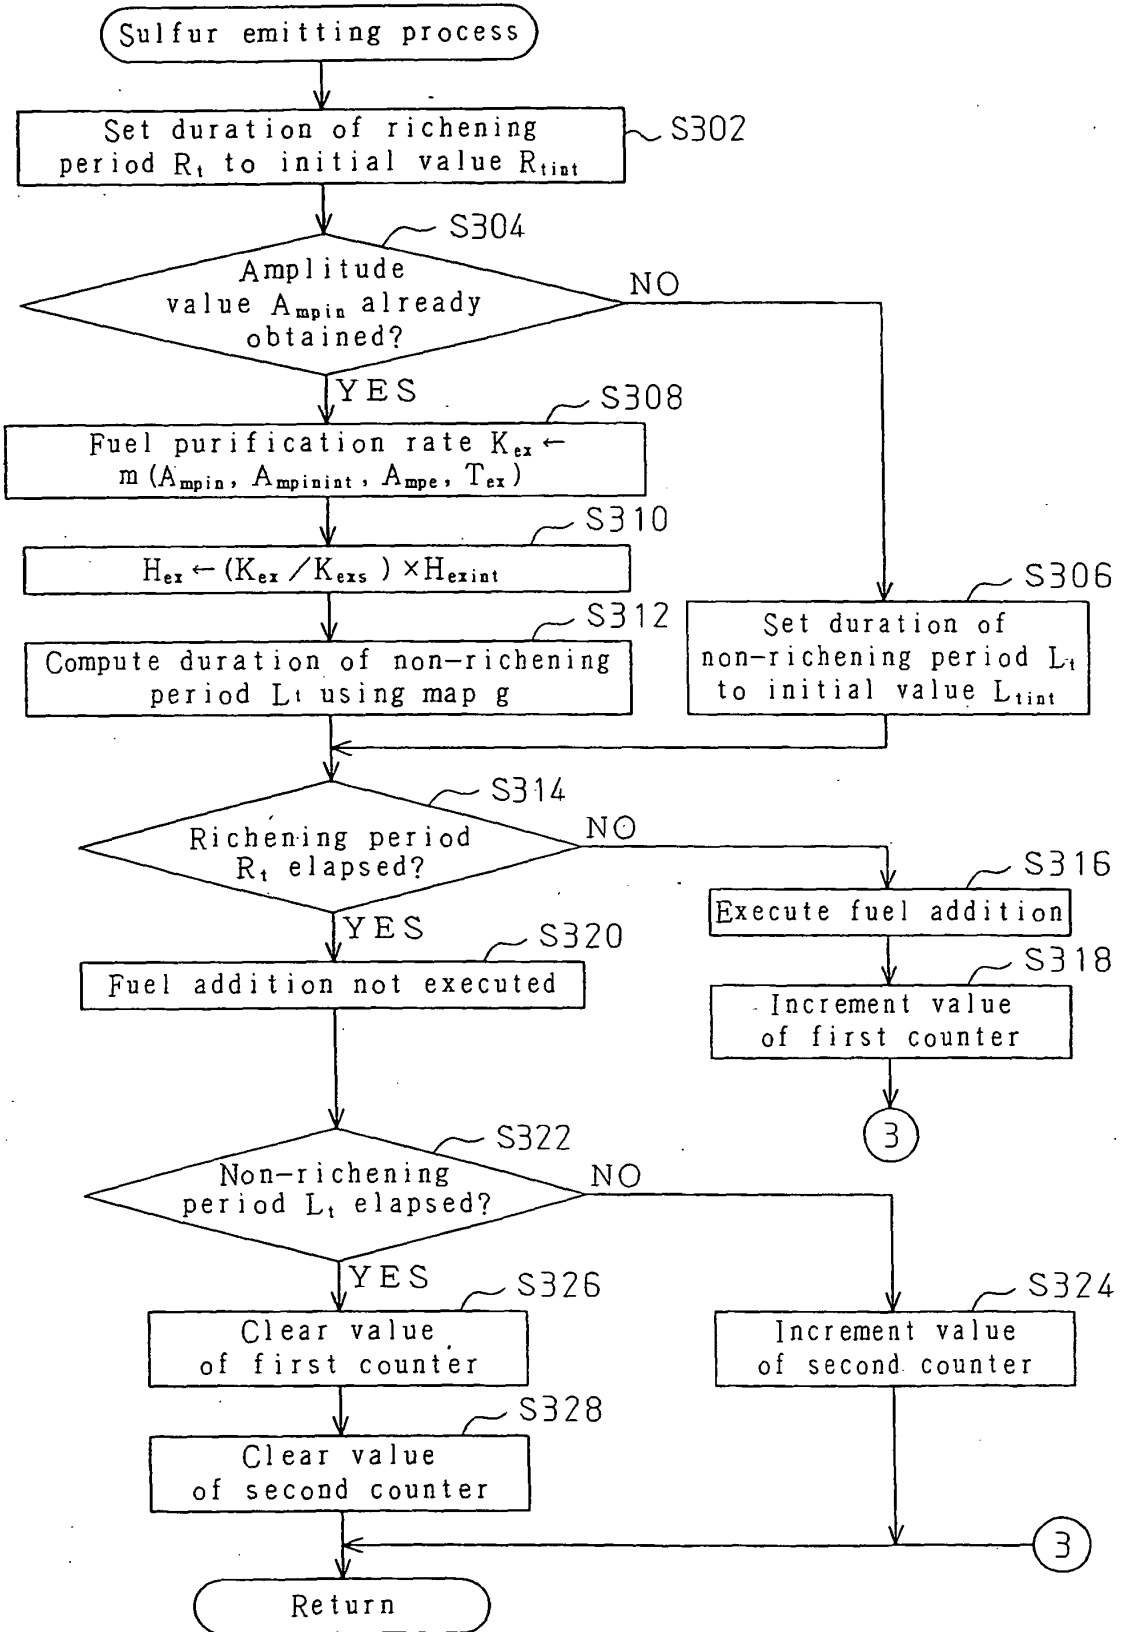 Sulfur emitting process
Set duration of richening
period Rt to initial value Rtint
S302
S304
Amplitude
value Ampin already
obtained?
NO
YES
S308
Fuel purification rate Kex ←
m (Ampin, Ampinint, Ampe, Tex)
S310
Hex ← (Kex / Kexs) × Hexint
S306
Set duration of
non-richening period Lt
to initial value Ltint
S312
Compute duration of non-richening
period Lt using map g
S314
Richening period
Rt elapsed?
NO
YES
S316
Execute fuel addition
S318
Increment value
of first counter
3
S320
Fuel addition not executed
S322
Non-richening
period Lt elapsed?
NO
YES
S326
Clear value
of first counter
S324
Increment value
of second counter
S328
Clear value
of second counter
3
Return